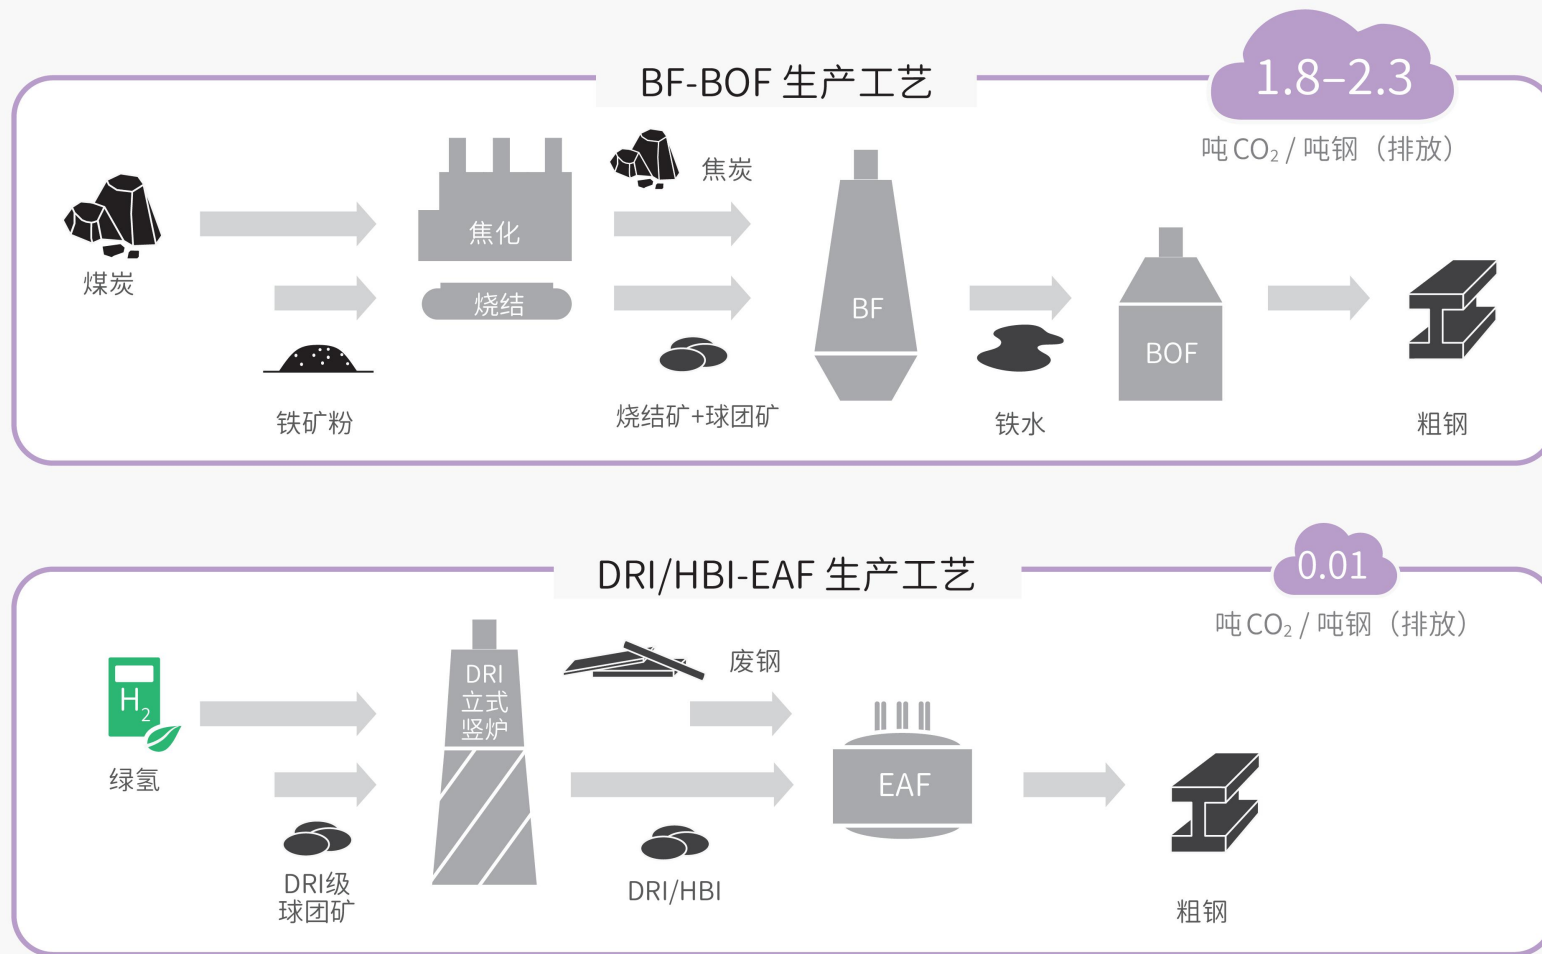 BF-BOF 生产工艺
1.8–2.3
吨 CO₂ / 吨钢（排放）
煤炭
铁矿粉
焦化
烧结
焦炭
烧结矿+球团矿
BF
铁水
BOF
粗钢
DRI/HBI-EAF 生产工艺
0.01
吨 CO₂ / 吨钢（排放）
H₂
绿氢
DRI级
球团矿
DRI
立式
竖炉
废钢
DRI/HBI
EAF
粗钢